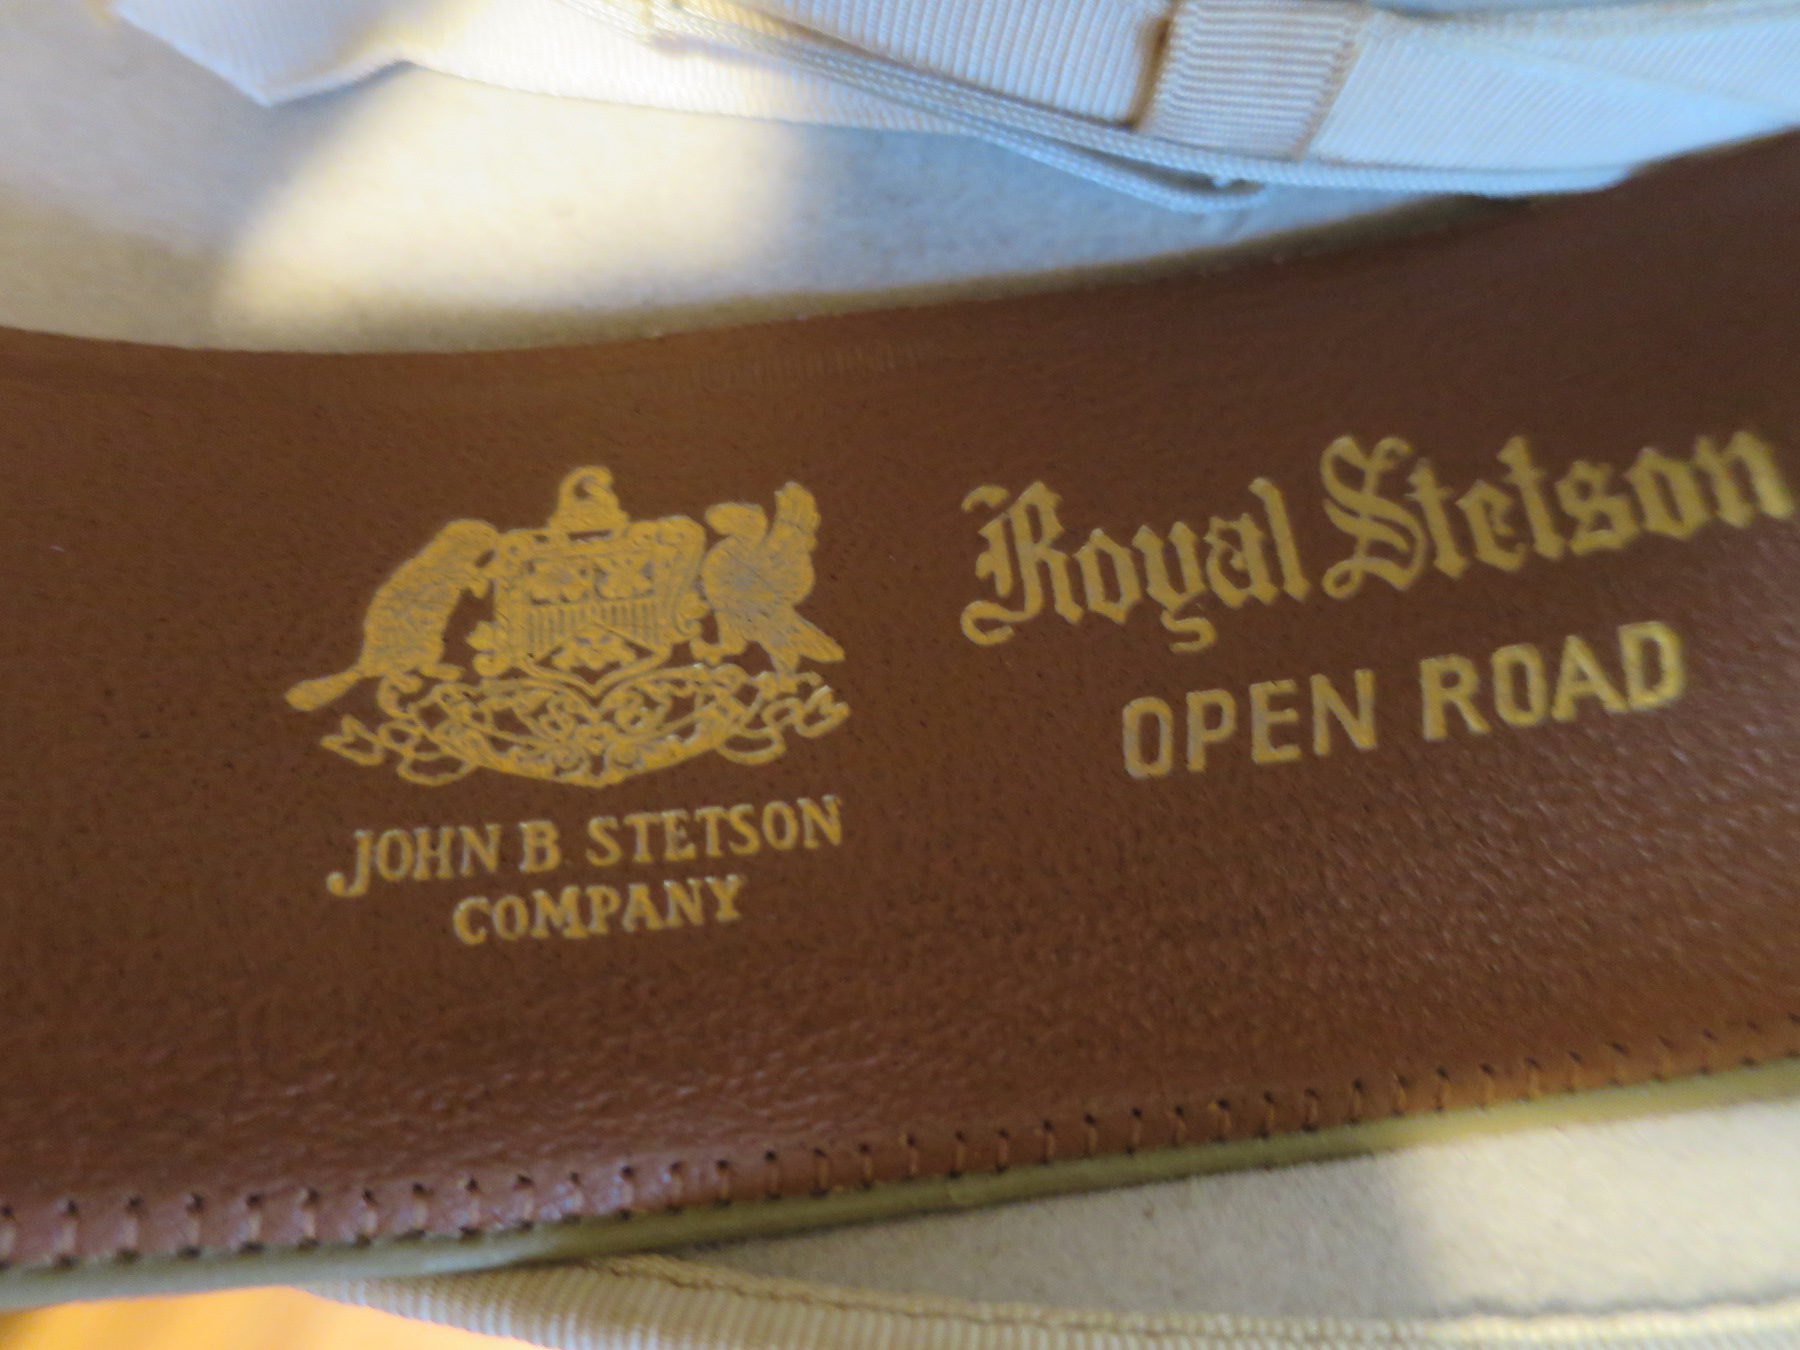 JOHN B STETSON
COMPANY
Royal Stetson
OPEN ROAD